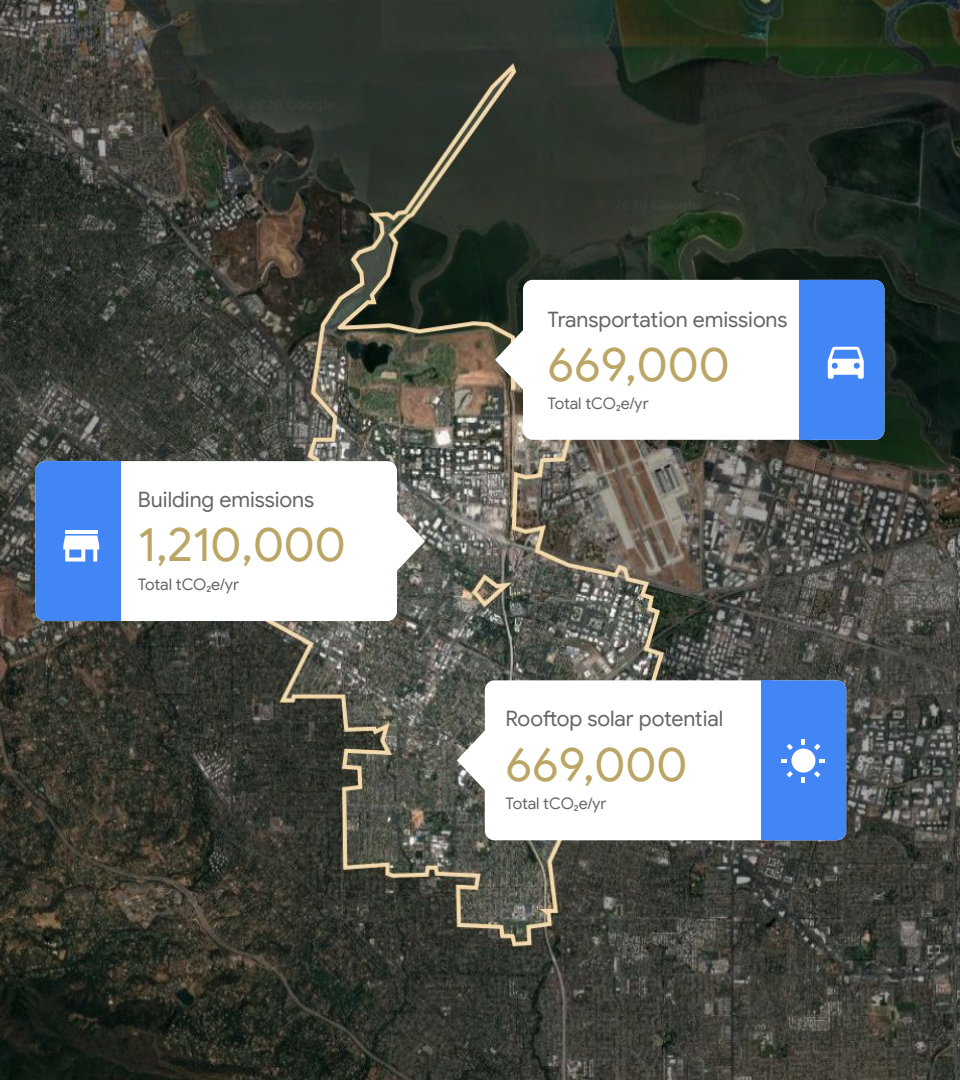 Transportation emissions
669,000
Total tCO₂e/yr
Building emissions
1,210,000
Total tCO₂e/yr
Rooftop solar potential
669,000
Total tCO₂e/yr